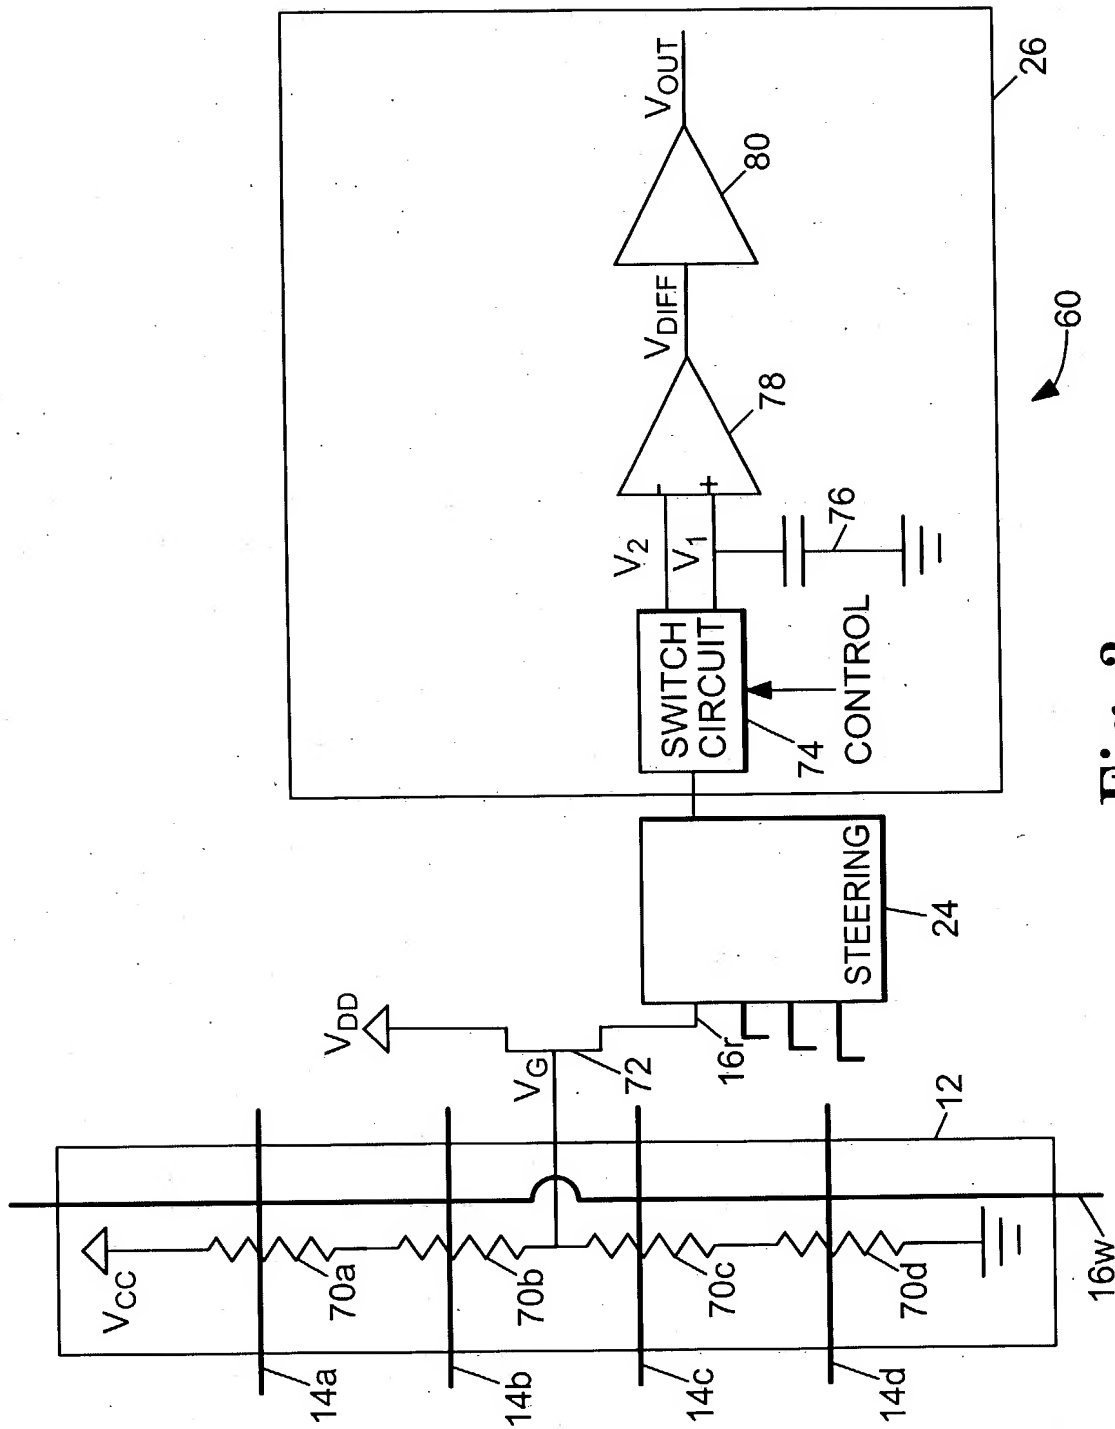 V_CC
14a
70a
14b
70b
14c
70c
14d
70d
16w
12
V_DD
V_G
72
16r
STEERING
24
SWITCH
CIRCUIT
74
CONTROL
V_2
V_1
76
78
V_DIFF
80
V_OUT
26
60